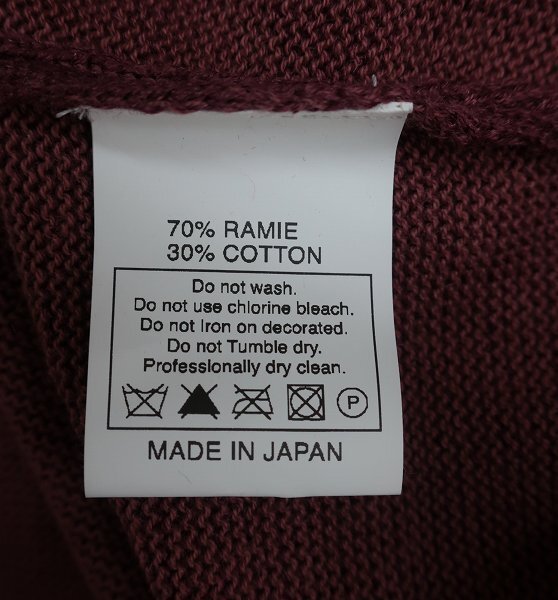 70% RAMIE
30% COTTON
Do not wash.
Do not use chlorine bleach.
Do not Iron on decorated.
Do not Tumble dry.
Professionally dry clean.
P
MADE IN JAPAN